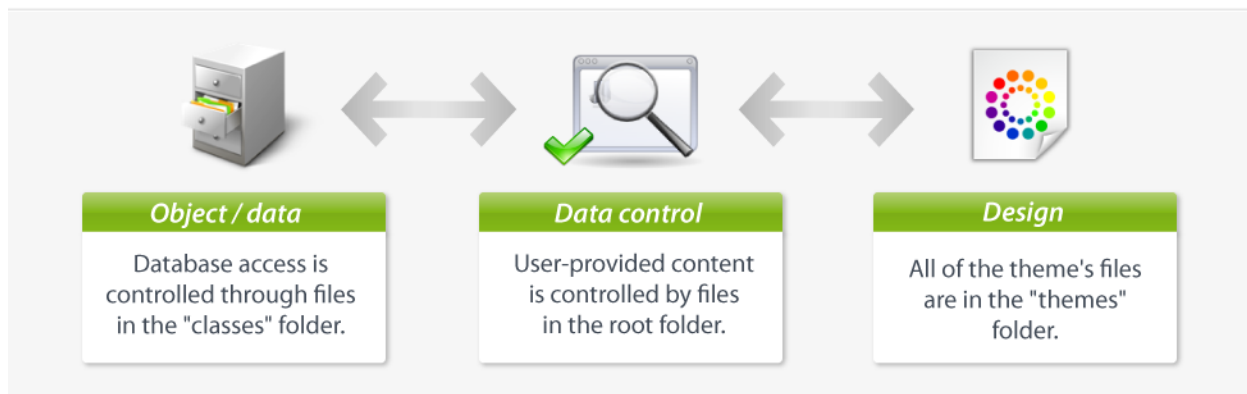 Object / data
Database access is
controlled through files
in the "classes" folder.
Data control
User-provided content
is controlled by files
in the root folder.
Design
All of the theme's files
are in the "themes"
folder.